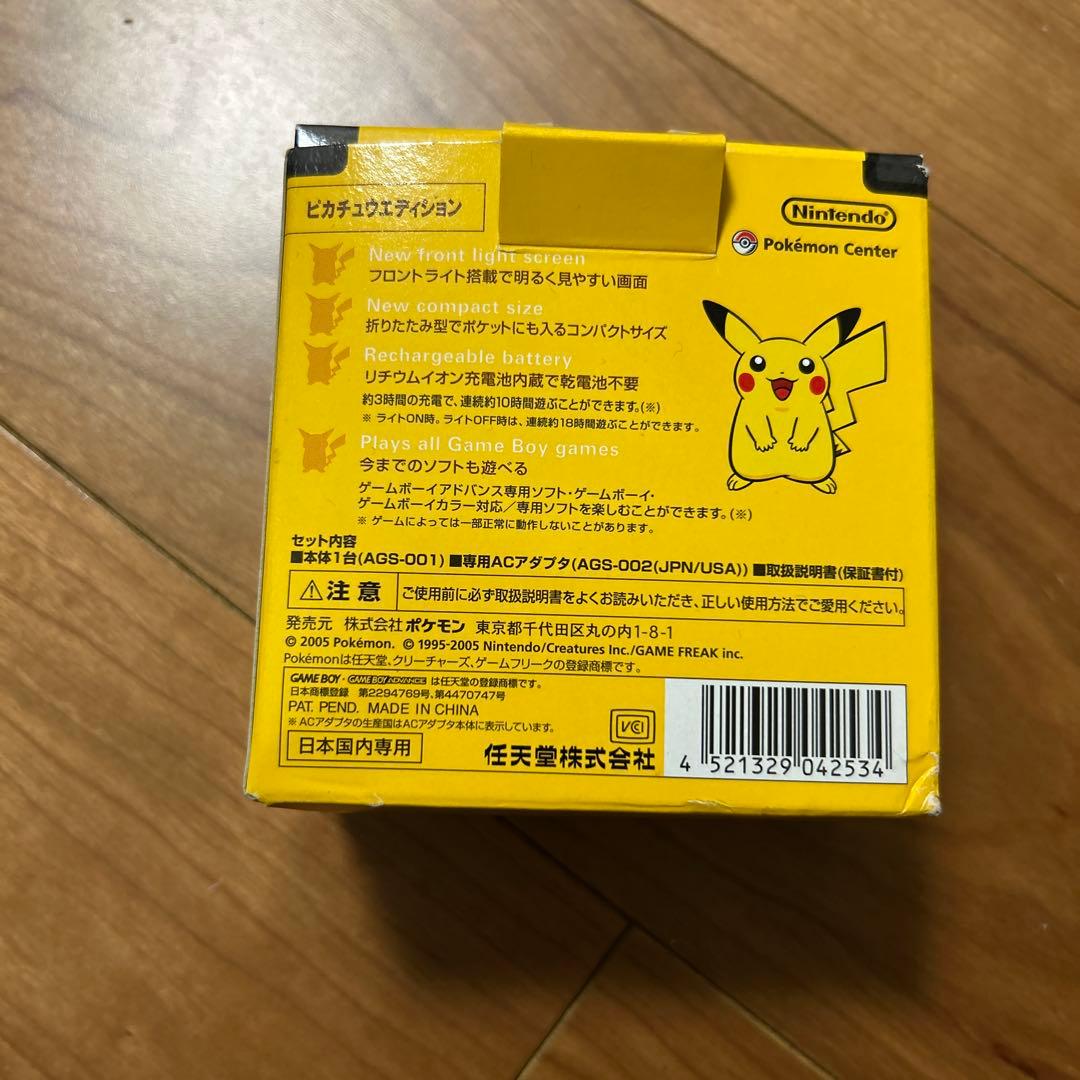 ピカチュウエディション
Nintendo®
Pokémon Center
New front light screen
フロントライト搭載で明るく見やすい画面
New compact size
折りたたみ型でポケットにも入るコンパクトサイズ
Rechargeable battery
リチウムイオン充電池内蔵で乾電池不要
約3時間の充電で、連続約10時間遊ぶことができます。(※)
※ ライトON時。ライトOFF時は、連続約18時間遊ぶことができます。
Plays all Game Boy games
今までのソフトも遊べる
ゲームボーイアドバンス専用ソフト・ゲームボーイ・
ゲームボーイカラー対応/専用ソフトを楽しむことができます。(※)
※ ゲームによっては一部正常に動作しないことがあります。
セット内容
■本体1台(AGS-001) ■専用ACアダプタ(AGS-002(JPN/USA)) ■取扱説明書(保証書付)
⚠注 意 ご使用前に必ず取扱説明書をよくお読みいただき、正しい使用方法でご愛用ください。
発売元 株式会社ポケモン 東京都千代田区丸の内1-8-1
© 2005 Pokémon. © 1995-2005 Nintendo/Creatures Inc./GAME FREAK inc.
Pokémonは任天堂、クリーチャーズ、ゲームフリークの登録商標です。
GAME BOY・GAME BOY ADVANCE は任天堂の登録商標です。
日本商標登録 第2294769号、第4470747号
PAT. PEND. MADE IN CHINA
※ ACアダプタの生産国はACアダプタ本体に表示しています。
日本国内専用
VCI
任天堂株式会社
4 521329 042534